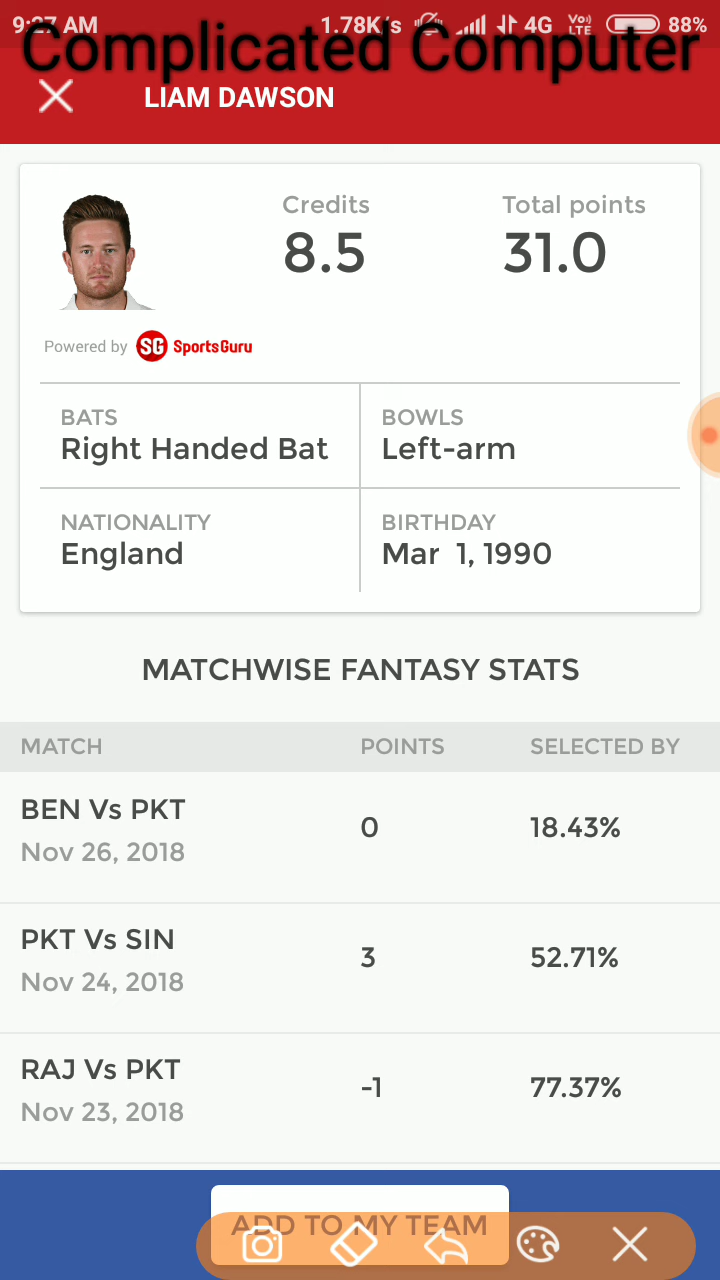 9:27 AM 1.78K/s 4G VoLTE 88%
Complicated Computer
LIAM DAWSON
Credits Total points
8.5 31.0
Powered by SG SportsGuru
BATS BOWLS
Right Handed Bat Left-arm
NATIONALITY BIRTHDAY
England Mar 1, 1990
MATCHWISE FANTASY STATS
MATCH POINTS SELECTED BY
BEN Vs PKT 0 18.43%
Nov 26, 2018
PKT Vs SIN 3 52.71%
Nov 24, 2018
RAJ Vs PKT -1 77.37%
Nov 23, 2018
ADD TO MY TEAM